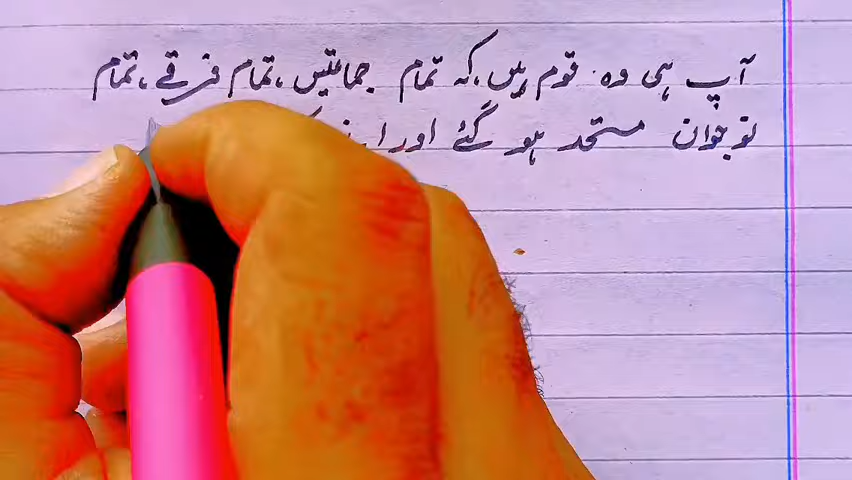 آپ ہی وہ قوم ہیں، کہ تمام جماعتیں، تمام فرقے، تمام
نوجوان متحد ہو گئے اور